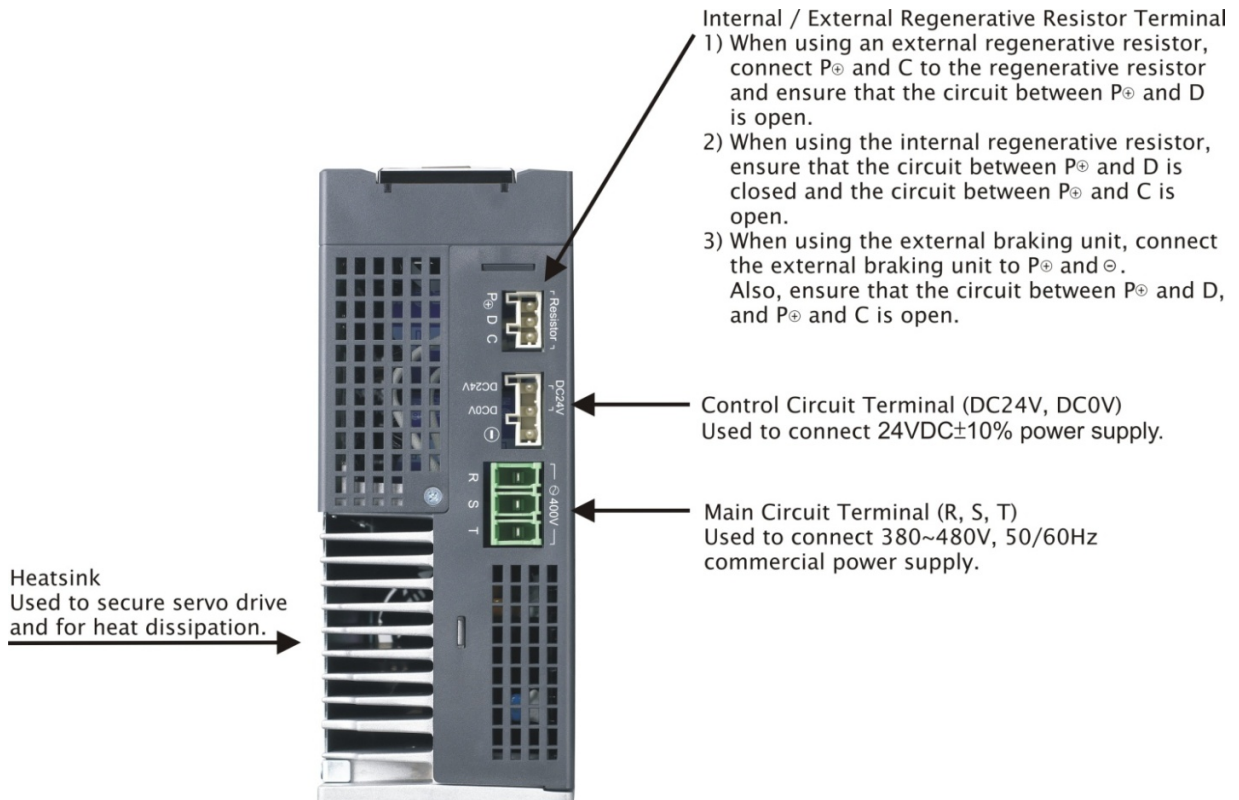 Internal / External Regenerative Resistor Terminal
1) When using an external regenerative resistor,
connect P⊕ and C to the regenerative resistor
and ensure that the circuit between P⊕ and D
is open.
2) When using the internal regenerative resistor,
ensure that the circuit between P⊕ and D is
closed and the circuit between P⊕ and C is
open.
3) When using the external braking unit, connect
the external braking unit to P⊕ and ⊖.
Also, ensure that the circuit between P⊕ and D,
and P⊕ and C is open.
Resistor
P⊕ D C
DC24V
DC24V
DC0V
⊖
Control Circuit Terminal (DC24V, DC0V)
Used to connect 24VDC±10% power supply.
400V
R S T
Main Circuit Terminal (R, S, T)
Used to connect 380~480V, 50/60Hz
commercial power supply.
Heatsink
Used to secure servo drive
and for heat dissipation.